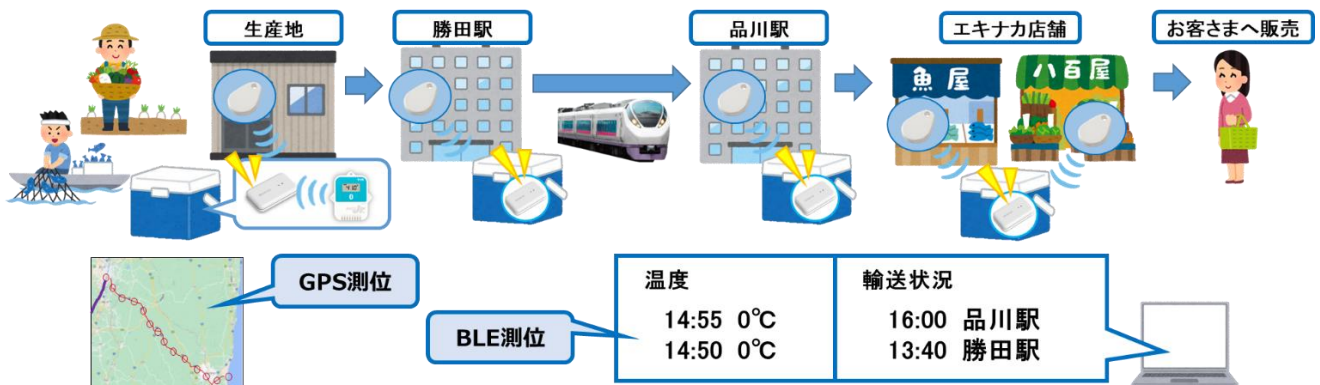 生産地
勝田駅
品川駅
エキナカ店舗
お客さまへ販売
魚屋
八百屋
GPS測位
BLE測位
温度
14:55 0℃
14:50 0℃
輸送状況
16:00 品川駅
13:40 勝田駅